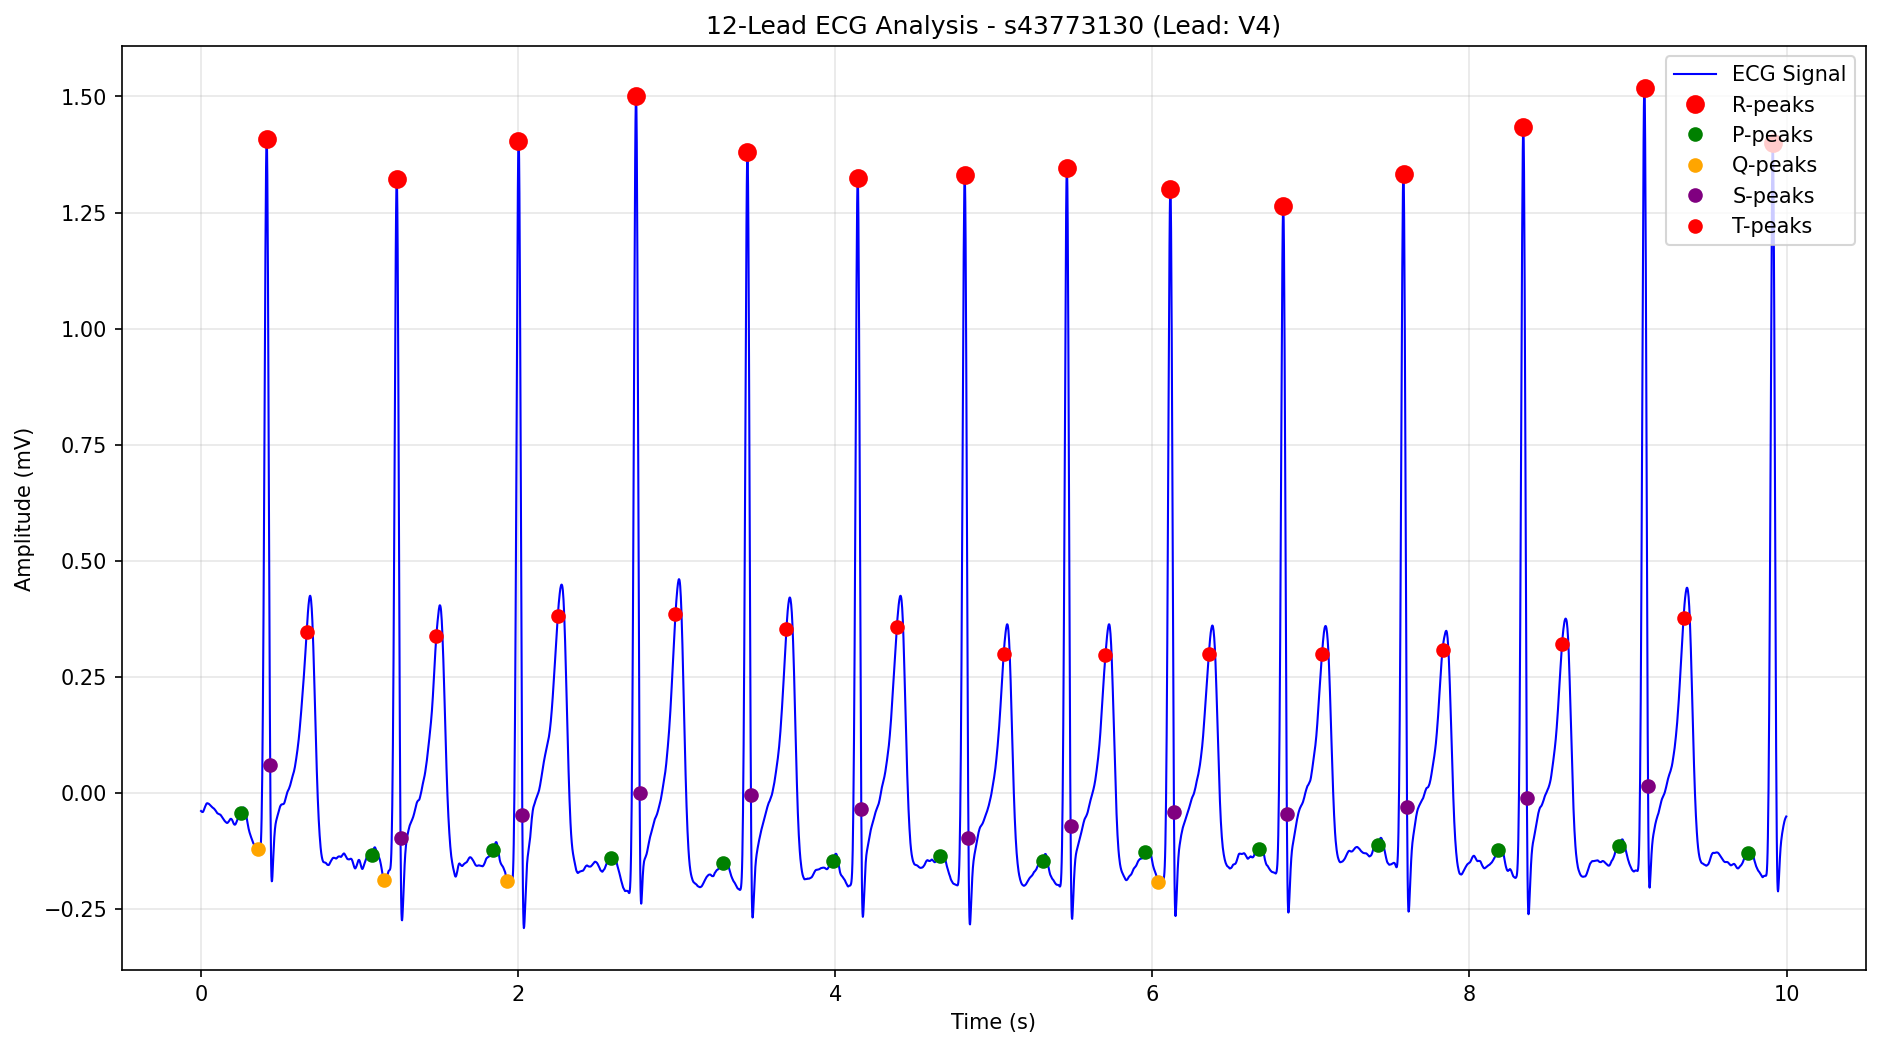 12-Lead ECG Analysis - s43773130 (Lead: V4)
ECG Signal
R-peaks
P-peaks
Q-peaks
S-peaks
T-peaks
Amplitude (mV)
1.50
1.25
1.00
0.75
0.50
0.25
0.00
−0.25
0 2 4 6 8 10
Time (s)